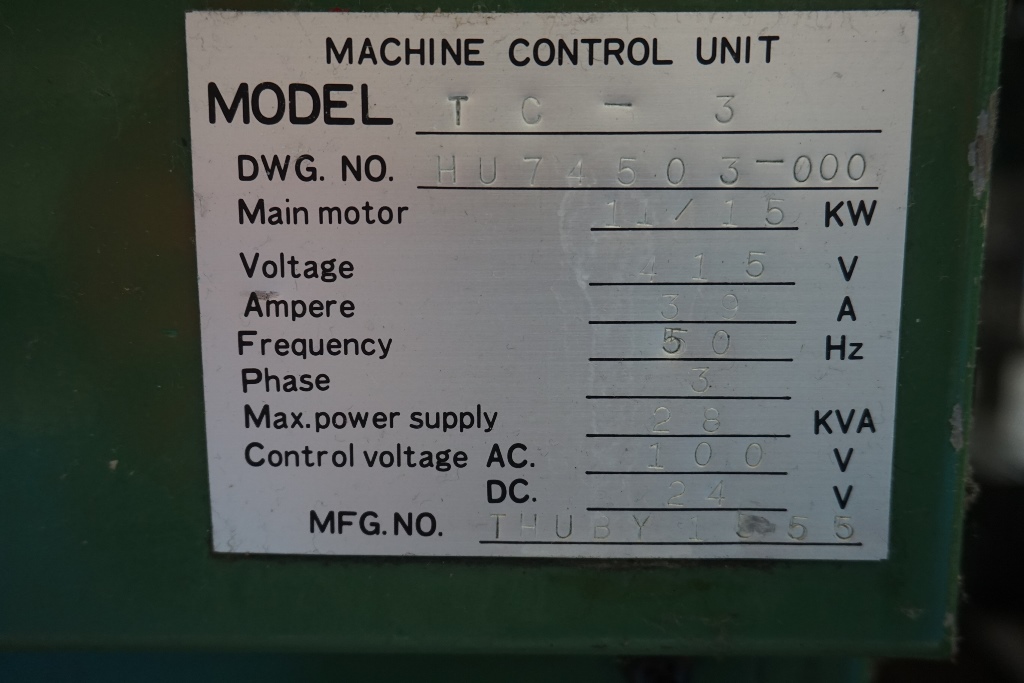 MACHINE CONTROL UNIT
MODEL TC-3
DWG. NO. HU74503-000
Main motor 11/15 KW
Voltage 415 V
Ampere 39 A
Frequency 50 Hz
Phase 3
Max. power supply 28 KVA
Control voltage AC. 100 V
DC. 24 V
MFG. NO.